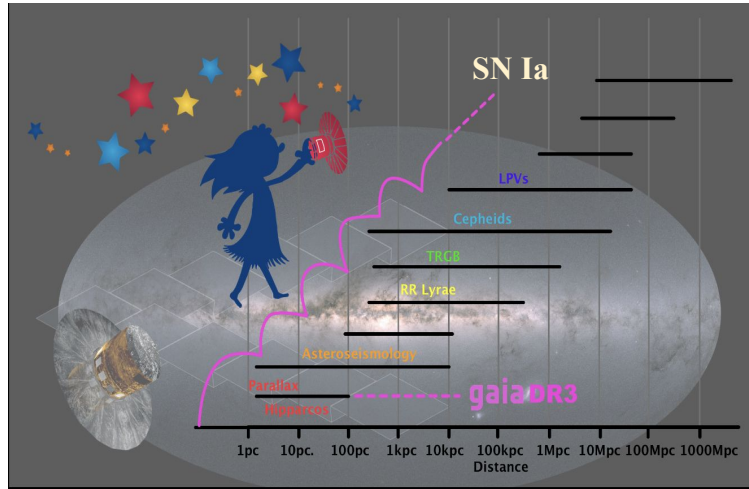 SN Ia
LPVs
Cepheids
TRGB
RR Lyrae
Asteroseismology
Parallax
Hipparcos
gaia DR3
1pc 10pc. 100pc 1kpc 10kpc 100kpc 1Mpc 10Mpc 100Mpc 1000Mpc
Distance